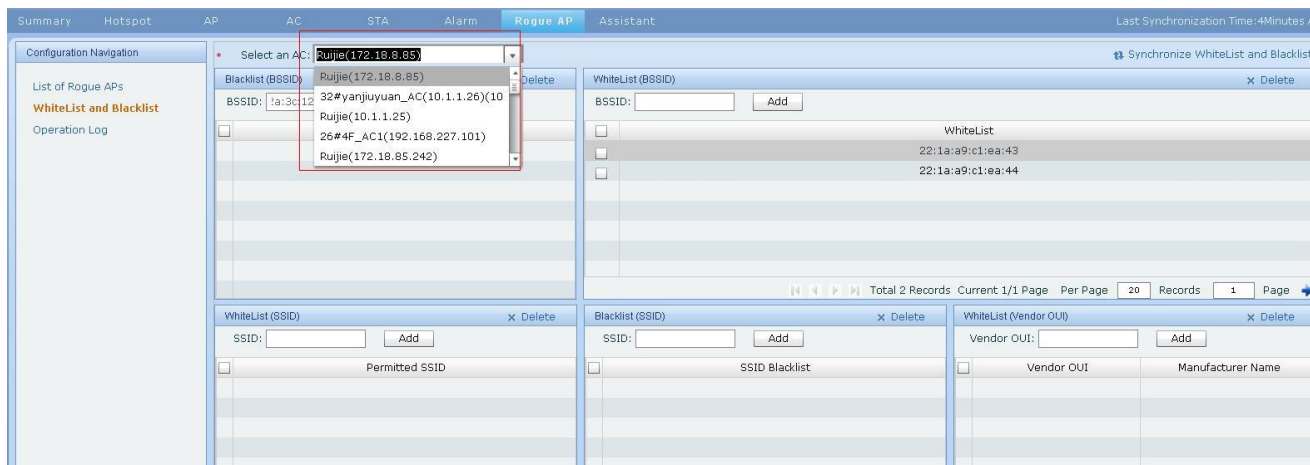 Summary Hotspot AP AC STA Alarm Rogue AP Assistant Last Synchronization Time:4Minutes
Configuration Navigation
List of Rogue APs
WhiteList and Blacklist
Operation Log
* Select an AC: Ruijie(172.18.8.85)
Synchronize WhiteList and Blacklist
Ruijie(172.18.8.85)
32#yanjiuyuan_AC(10.1.1.26)(10
Ruijie(10.1.1.25)
26#4F_AC1(192.168.227.101)
Ruijie(172.18.85.242)
Blacklist (BSSID) Delete
BSSID: :a:3c:12
WhiteList (BSSID) x Delete
BSSID: Add
WhiteList
22:1a:a9:c1:ea:43
22:1a:a9:c1:ea:44
Total 2 Records Current 1/1 Page Per Page 20 Records 1 Page
WhiteList (SSID) x Delete
SSID: Add
Permitted SSID
Blacklist (SSID) x Delete
SSID: Add
SSID Blacklist
WhiteList (Vendor OUI) x Delete
Vendor OUI: Add
Vendor OUI Manufacturer Name